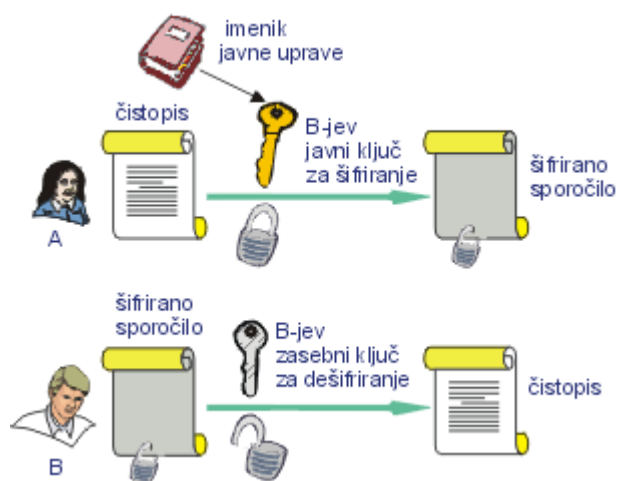 imenik
javne uprave
čistopis
B-jev
javni ključ
za šifriranje
šifrirano
sporočilo
A
šifrirano
sporočilo
B-jev
zasebni ključ
za dešifriranje
čistopis
B